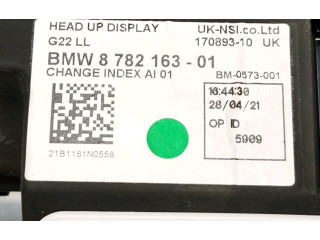 HEAD UP DISPLAY UK-NSI.co.Ltd
G22 LL 170893-10 UK
BMW 8 782 163 - 01
CHANGE INDEX AI 01 BM-0573-001
16:44:30
28/04/21
OP ID
5909
21B1181N0558